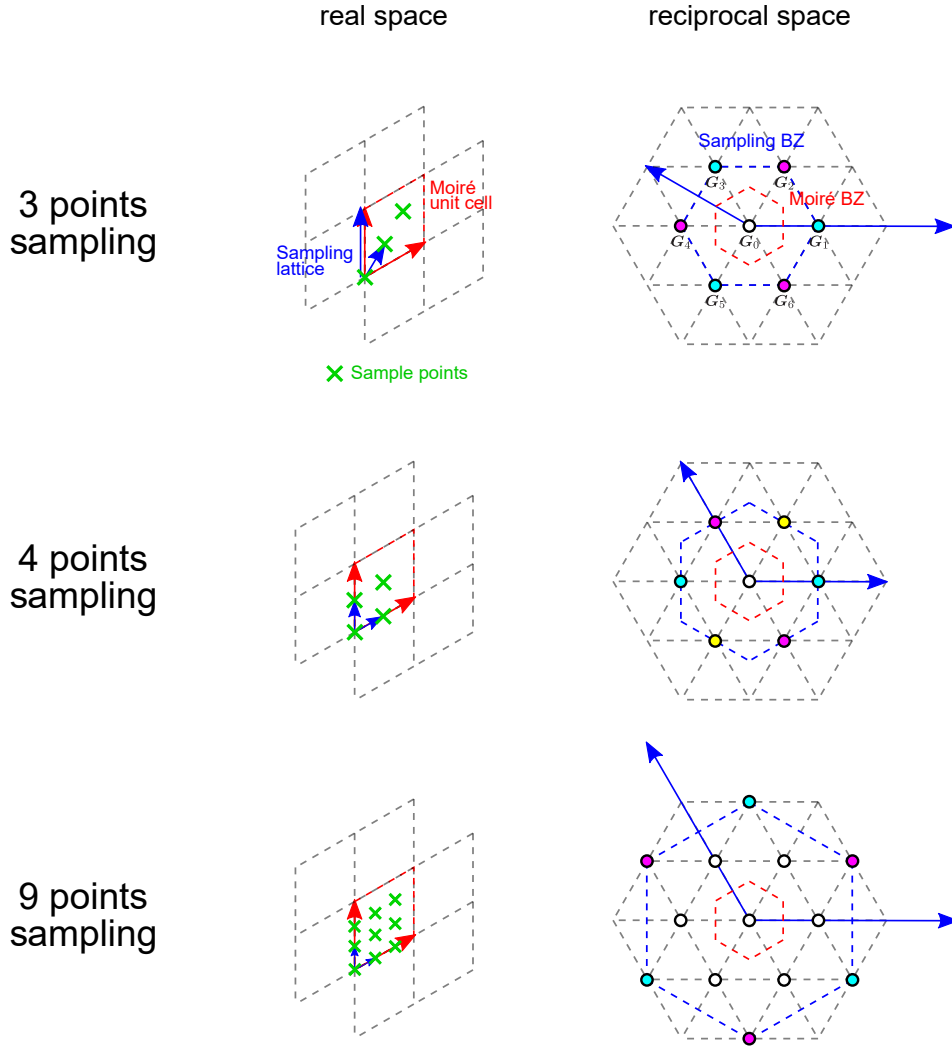 real space
reciprocal space
3 points
sampling
Moiré
unit cell
Sampling
lattice
Sample points
Sampling BZ
Moiré BZ
G₃
G₂
G₄
G₀
G₁
G₅
G₆
4 points
sampling
9 points
sampling